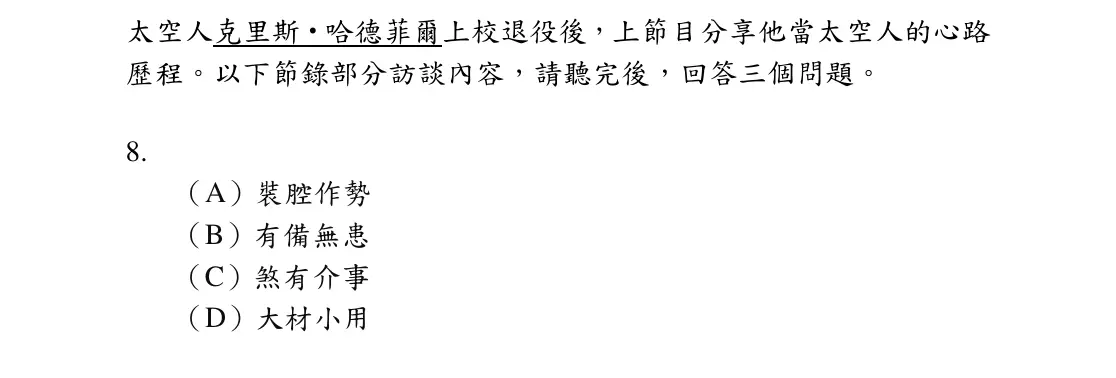 太空人克里斯•哈德菲爾上校退役後，上節目分享他當太空人的心路
歷程。以下節錄部分訪談內容，請聽完後，回答三個問題。
8.
（A）裝腔作勢
（B）有備無患
（C）煞有介事
（D）大材小用